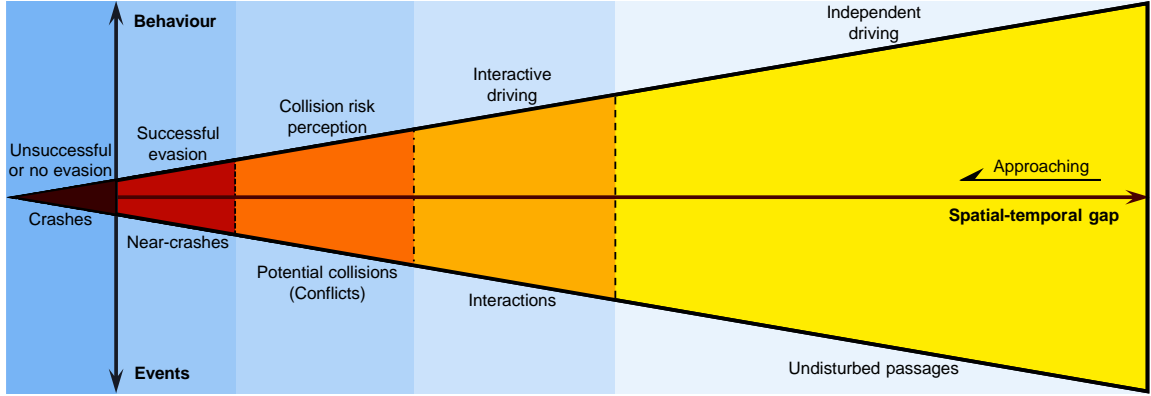 Behaviour
Independent
driving
Interactive
driving
Collision risk
perception
Successful
evasion
Unsuccessful
or no evasion
Approaching
Crashes
Spatial-temporal gap
Near-crashes
Potential collisions
(Conflicts)
Interactions
Undisturbed passages
Events